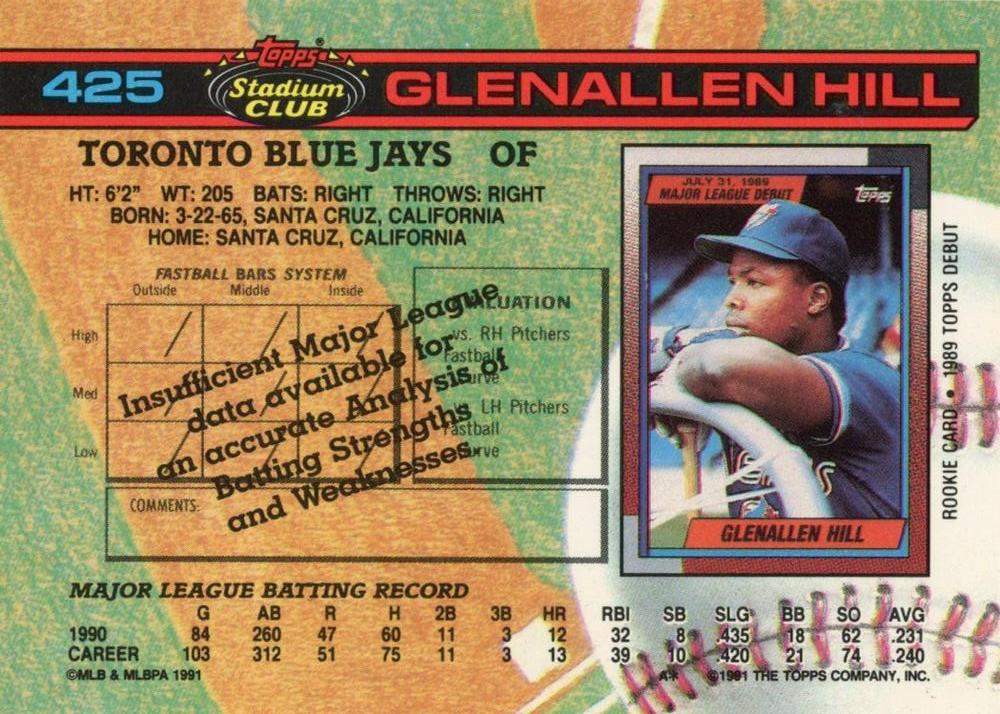 425
Topps®
Stadium
CLUB
GLENALLEN HILL
TORONTO BLUE JAYS OF
HT: 6'2" WT: 205 BATS: RIGHT THROWS: RIGHT
BORN: 3-22-65, SANTA CRUZ, CALIFORNIA
HOME: SANTA CRUZ, CALIFORNIA
FASTBALL BARS SYSTEM
Outside Middle Inside
High
Med
Low
vs. RH Pitchers
Fastball
LH Pitchers
Insufficient Major League
data available for
an accurate Analysis of
Batting Strengths
and Weaknesses.
COMMENTS:
JULY 31, 1989
MAJOR LEAGUE DEBUT
Topps
GLENALLEN HILL
ROOKIE CARD • 1989 TOPPS DEBUT
MAJOR LEAGUE BATTING RECORD
G AB R H 2B 3B HR RBI SB SLG BB SO AVG
1990 84 260 47 60 11 3 12 32 8 .435 18 62 .231
CAREER 103 312 51 75 11 3 13 39 10 .420 21 74 .240
©MLB & MLBPA 1991 A* ©1991 THE TOPPS COMPANY, INC.